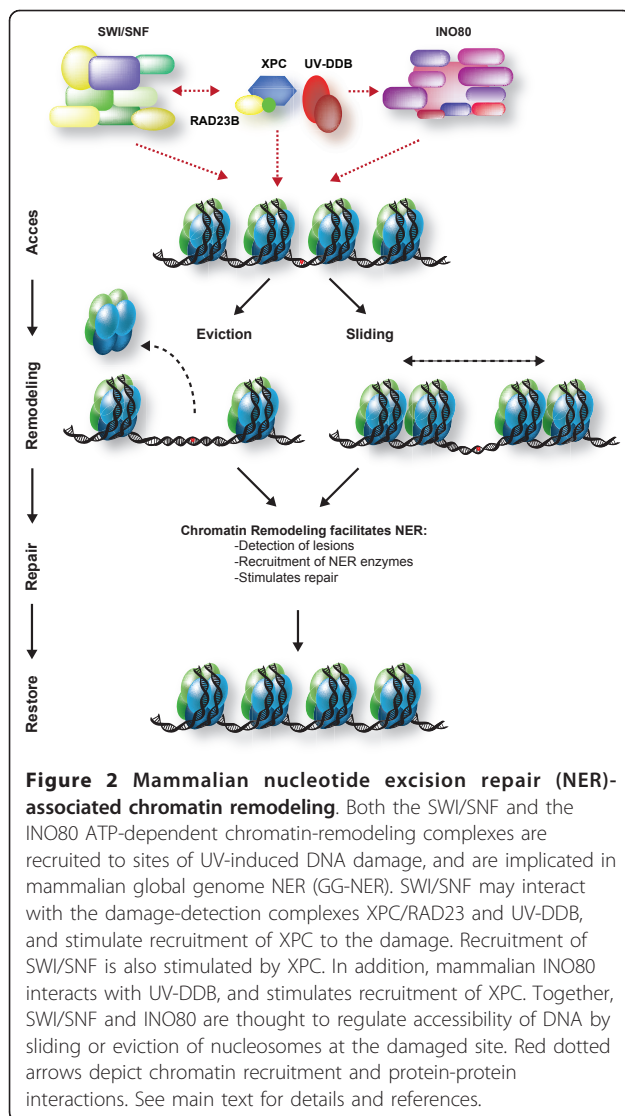 SWI/SNF
INO80
XPC
UV-DDB
RAD23B
Acces
Eviction
Sliding
Remodeling
Chromatin Remodeling facilitates NER:
-Detection of lesions
-Recruitment of NER enzymes
-Stimulates repair
Repair
Restore
Figure 2 Mammalian nucleotide excision repair (NER)-
associated chromatin remodeling. Both the SWI/SNF and the
INO80 ATP-dependent chromatin-remodeling complexes are
recruited to sites of UV-induced DNA damage, and are implicated in
mammalian global genome NER (GG-NER). SWI/SNF may interact
with the damage-detection complexes XPC/RAD23 and UV-DDB,
and stimulate recruitment of XPC to the damage. Recruitment of
SWI/SNF is also stimulated by XPC. In addition, mammalian INO80
interacts with UV-DDB, and stimulates recruitment of XPC. Together,
SWI/SNF and INO80 are thought to regulate accessibility of DNA by
sliding or eviction of nucleosomes at the damaged site. Red dotted
arrows depict chromatin recruitment and protein-protein
interactions. See main text for details and references.